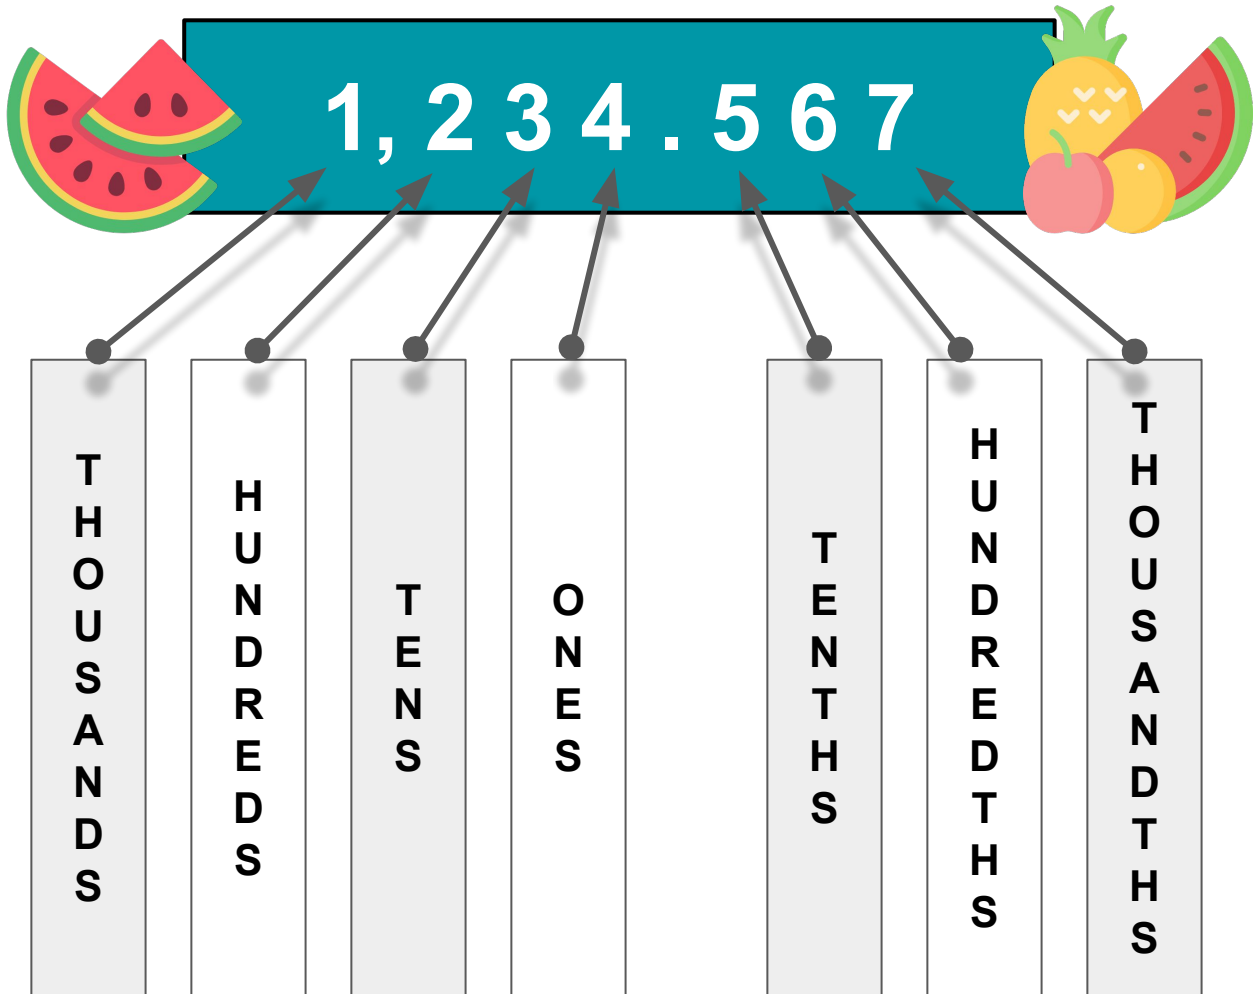 1, 2 3 4 . 5 6 7
THOUSANDS
HUNDREDS
TENS
ONES
TENTHS
HUNDREDTHS
THOUSANDTHS